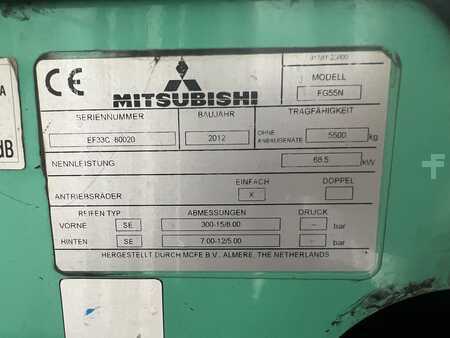 CE
MITSUBISHI
MODELL
FG55N
SERIENNUMMER BAUJAHR TRAGFÄHIGKEIT
EF33C 80020 2012 OHNE ANBAUGERÄTE 5500 kg
NENNLEISTUNG 68.5 kW
EINFACH DOPPEL
ANTRIEBSRÄDER X
REIFEN TYP ABMESSUNGEN DRUCK
VORNE SE 300-15/8.00 - bar
HINTEN SE 7.00-12/5.00 - bar
HERGESTELLT DURCH MCFE B.V., ALMERE, THE NETHERLANDS
A
dB